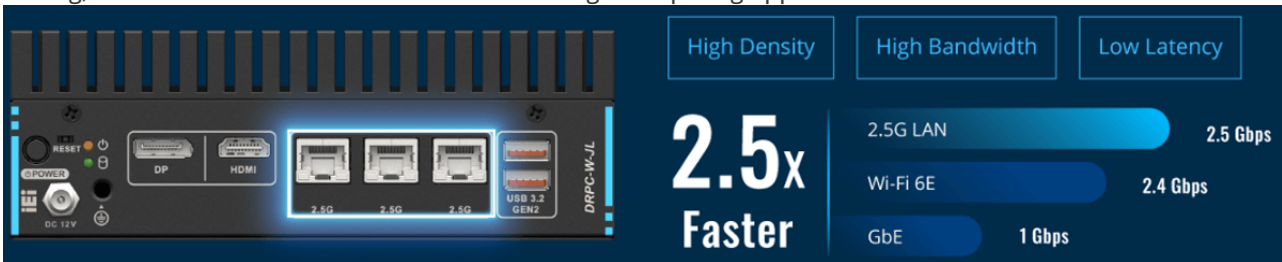 High Density
High Bandwidth
Low Latency
RESET
POWER
iEi
DC 12V
DP
HDMI
2.5G
2.5G
2.5G
USB 3.2
GEN2
DRPC-W-JL
2.5x
Faster
2.5G LAN
2.5 Gbps
Wi-Fi 6E
2.4 Gbps
GbE
1 Gbps